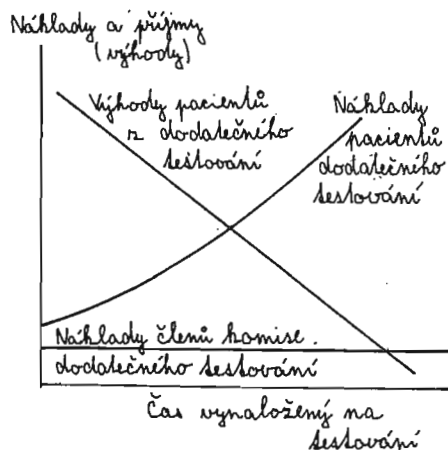 Náklady a příjmy
(výhody)
Výhody pacientů
z dodatečného
testování
Náklady
pacientů
dodatečného
testování
Náklady členů komise
dodatečného testování
Čas vynaložený na
testování